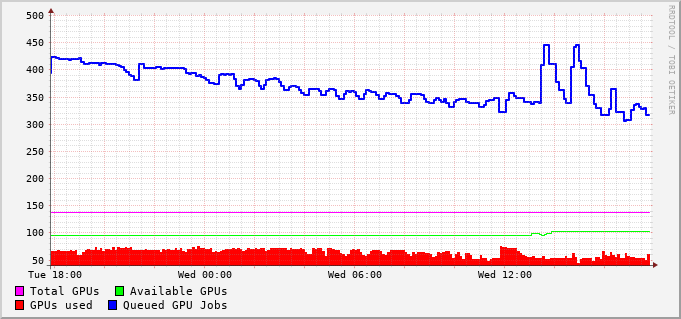 500
450
400
350
300
250
200
150
100
50
Tue 18:00 Wed 00:00 Wed 06:00 Wed 12:00
Total GPUs Available GPUs
GPUs used Queued GPU Jobs
RRDTOOL / TOBI OETIKER